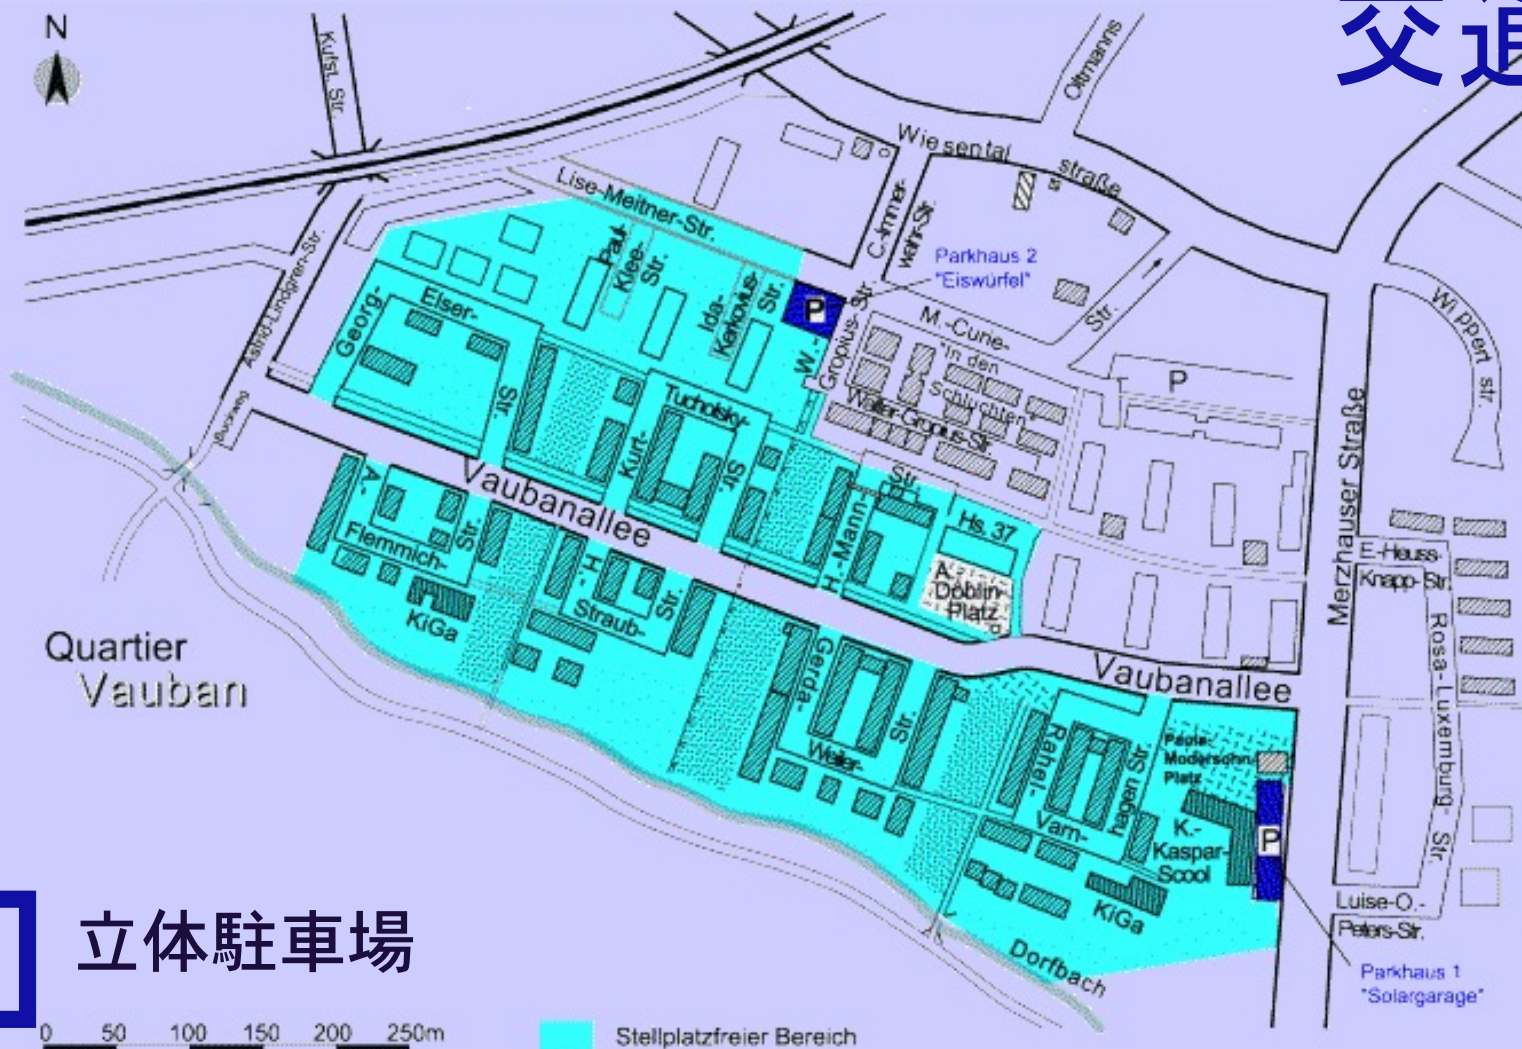 交通
N
Kufst. Str.
Oltmanns
Wiesental
straße
Lise-Meitner-Str.
C.-Immer-
wahr-Str.
Paul-
Klee-
Str.
Ida-
Kerkovius-
Str.
Parkhaus 2
"Eiswürfel"
P
Astrid-Lindgren-Str.
Georg-
Elser-
Str.
W.-
Gropius-
Str.
M.-Curie-
Str.
In den
Schluchten
Walter-Gropius-Str.
P
Wippert str.
Merzhauser Straße
Kurt-
Tucholsky-
Str.
Vaubanallee
A.-
Flemmich-
Str.
KiGa
H.-
Straub-
Str.
H.-Mann-
Str.
Hs. 37
A.
Döblin-
Platz
E.-Heuss-
Knapp-Str.
Rosa-Luxemburg-Str.
Quartier
Vauban
Vaubanallee
Gerda-
Weiler-
Str.
Rahel-
Varn-
hagen Str.
Paula-
Modersohn-
Platz
K.-
Kaspar-
Scool
P
KiGa
Luise-O.-
Peters-Str.
Dorfbach
Parkhaus 1
"Solargarage"
立体駐車場
0 50 100 150 200 250m
Stellplatzfreier Bereich